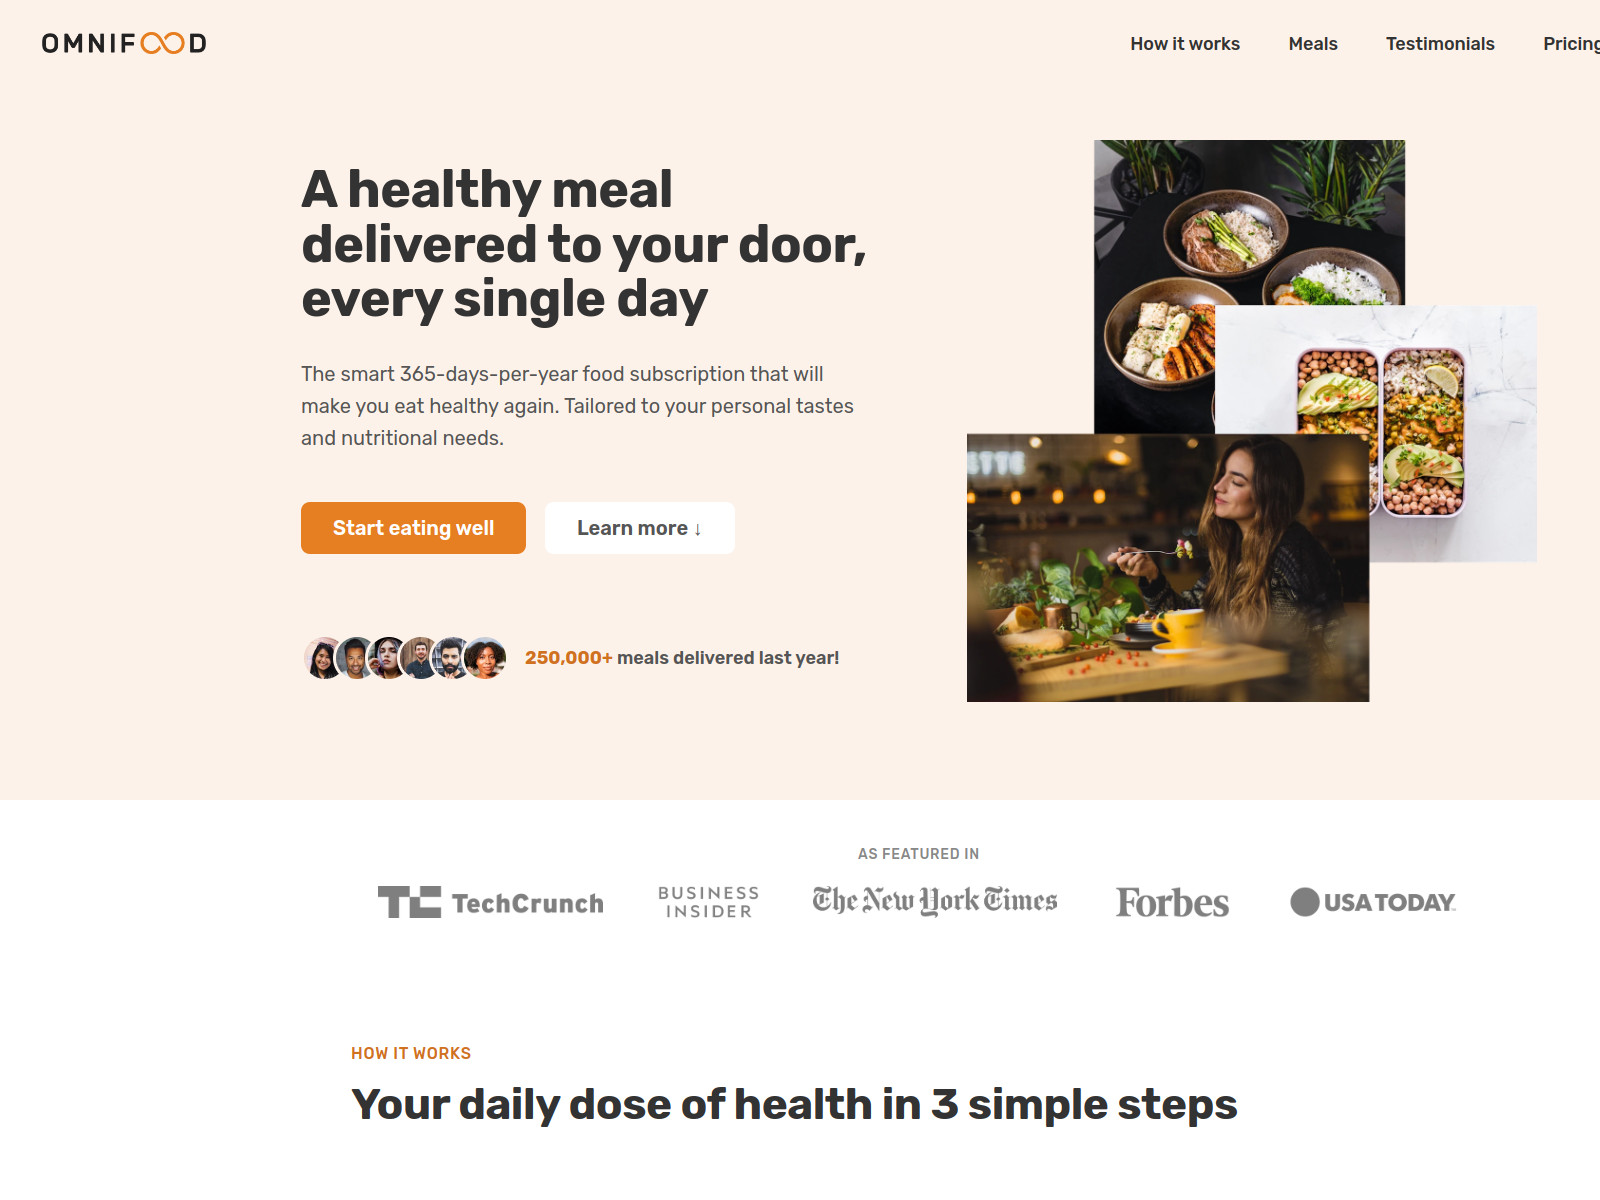 OMNIFOOD
How it works
Meals
Testimonials
Pricing
A healthy meal
delivered to your door,
every single day
The smart 365-days-per-year food subscription that will
make you eat healthy again. Tailored to your personal tastes
and nutritional needs.
Start eating well
Learn more ↓
250,000+ meals delivered last year!
AS FEATURED IN
TechCrunch
BUSINESS
INSIDER
The New York Times
Forbes
USA TODAY
HOW IT WORKS
Your daily dose of health in 3 simple steps